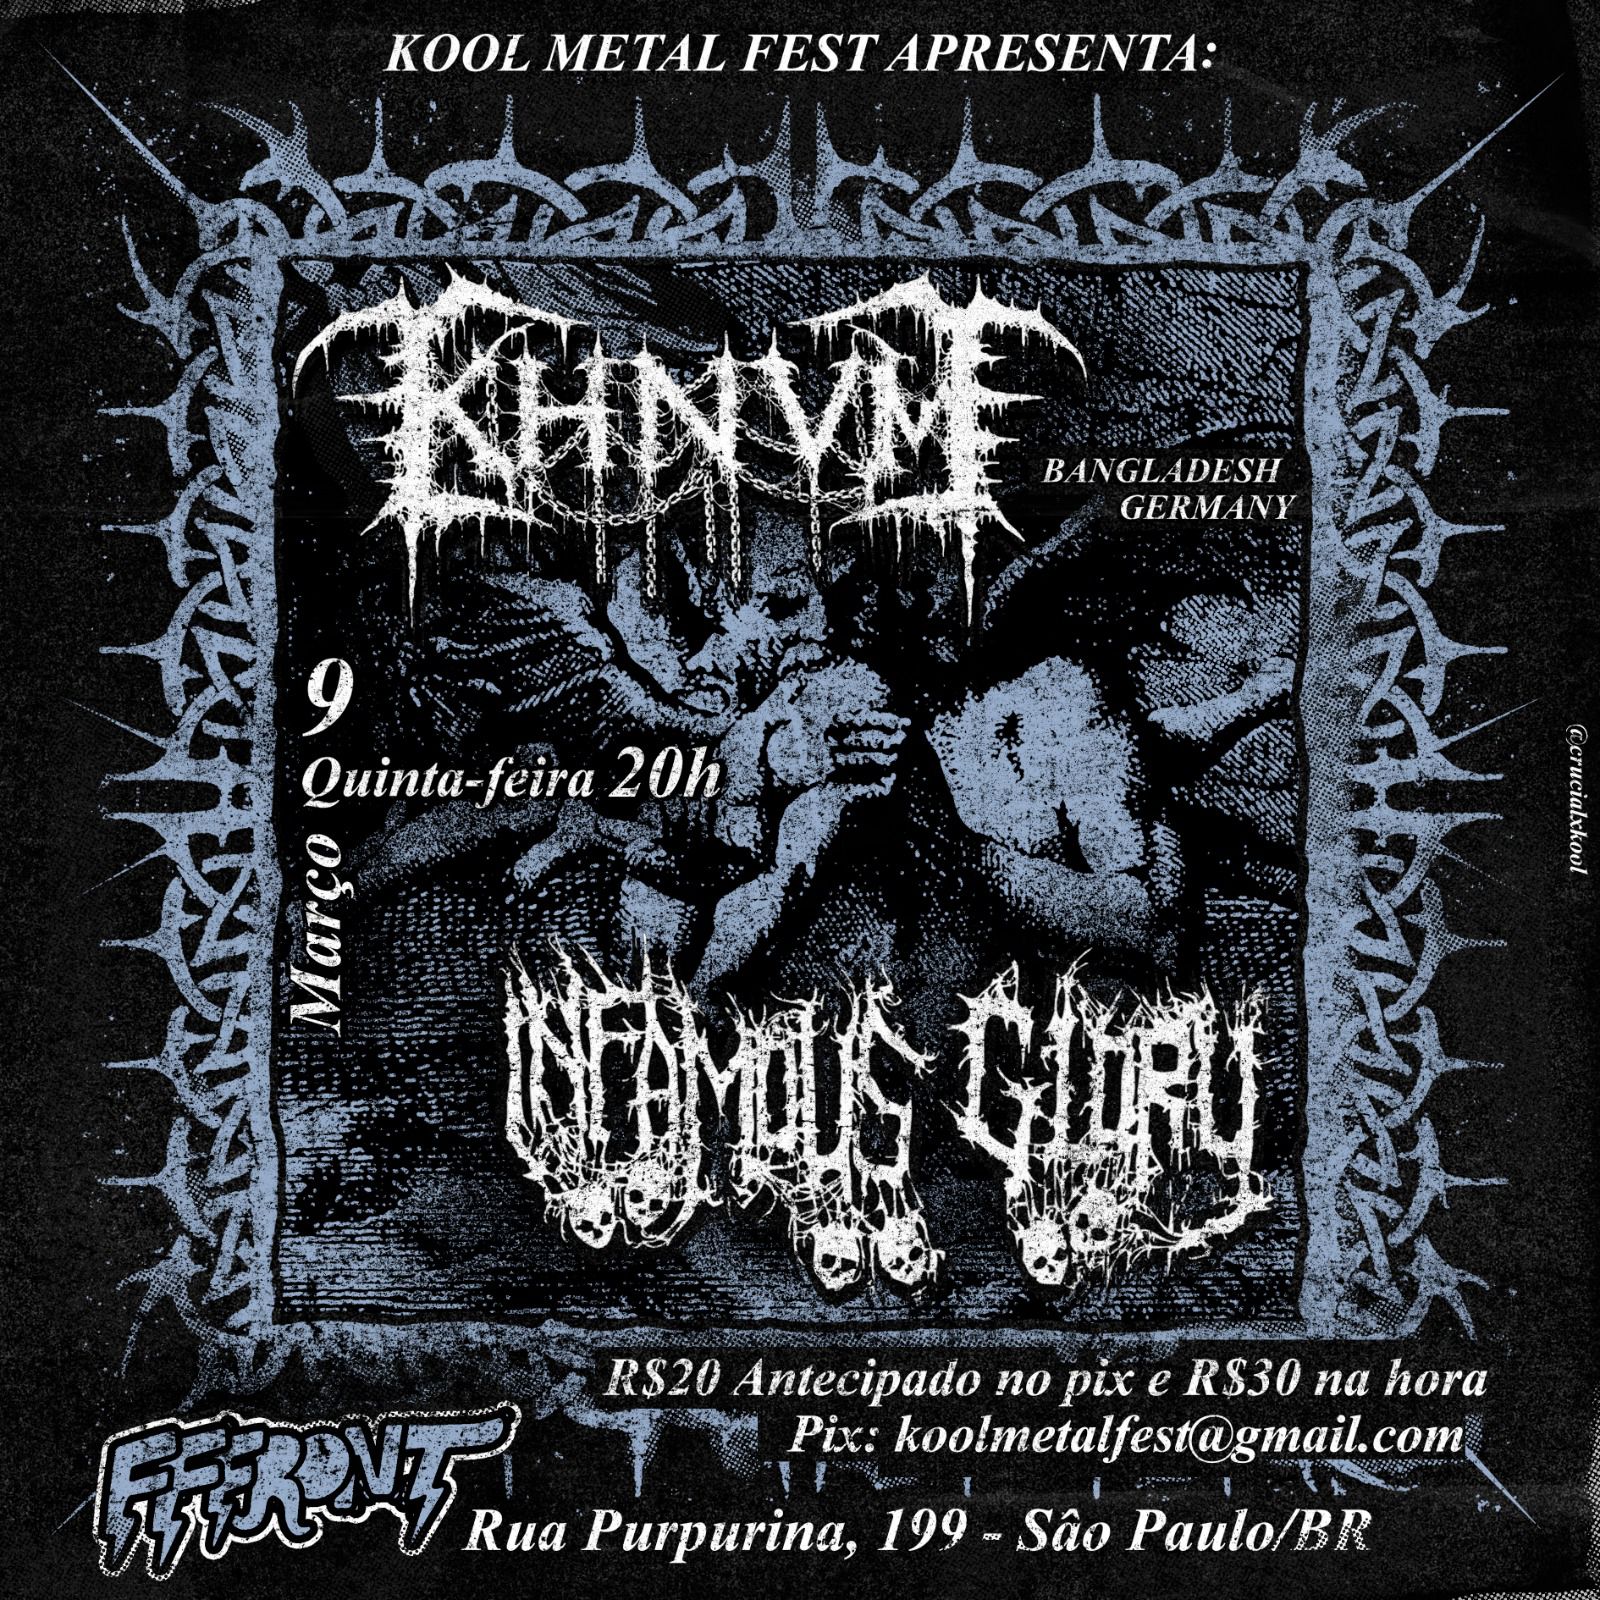 KOOL METAL FEST APRESENTA:
KHNVM
BANGLADESH
GERMANY
9
Quinta-feira 20h
Março
@crucialxkool
INFAMOUS GLORY
R$20 Antecipado no pix e R$30 na hora
Pix: koolmetalfest@gmail.com
FFFRONT
Rua Purpurina, 199 - Sâo Paulo/BR